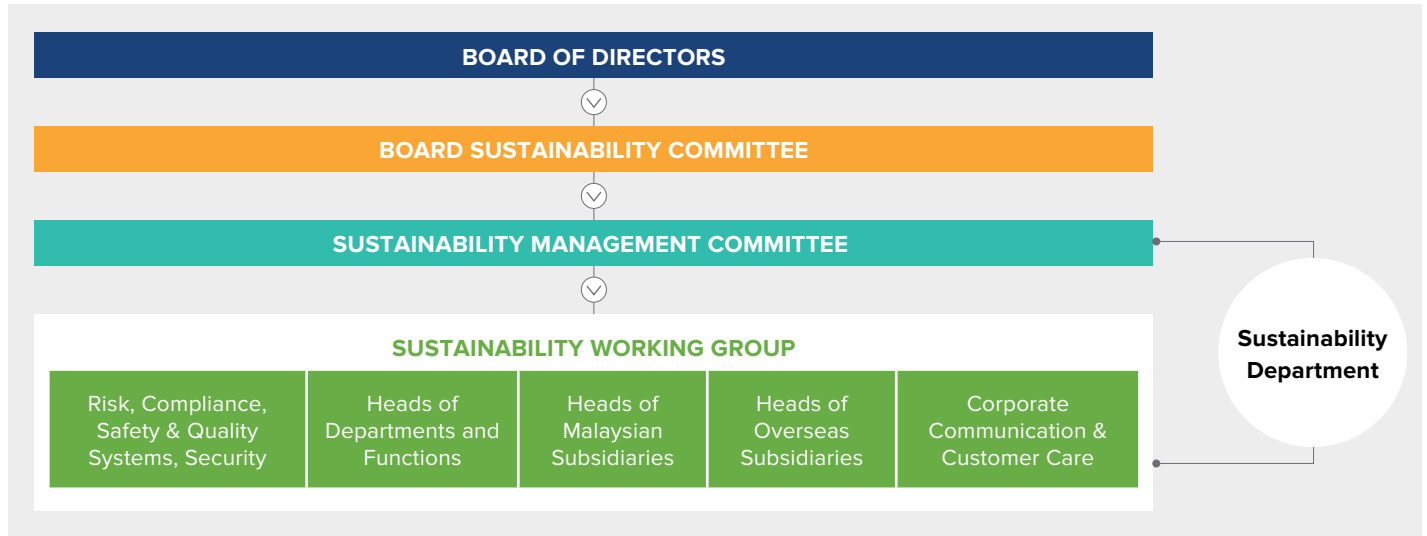 BOARD OF DIRECTORS
BOARD SUSTAINABILITY COMMITTEE
SUSTAINABILITY MANAGEMENT COMMITTEE
SUSTAINABILITY WORKING GROUP
Risk, Compliance,
Safety & Quality
Systems, Security
Heads of
Departments and
Functions
Heads of
Malaysian
Subsidiaries
Heads of
Overseas
Subsidiaries
Corporate
Communication &
Customer Care
Sustainability
Department